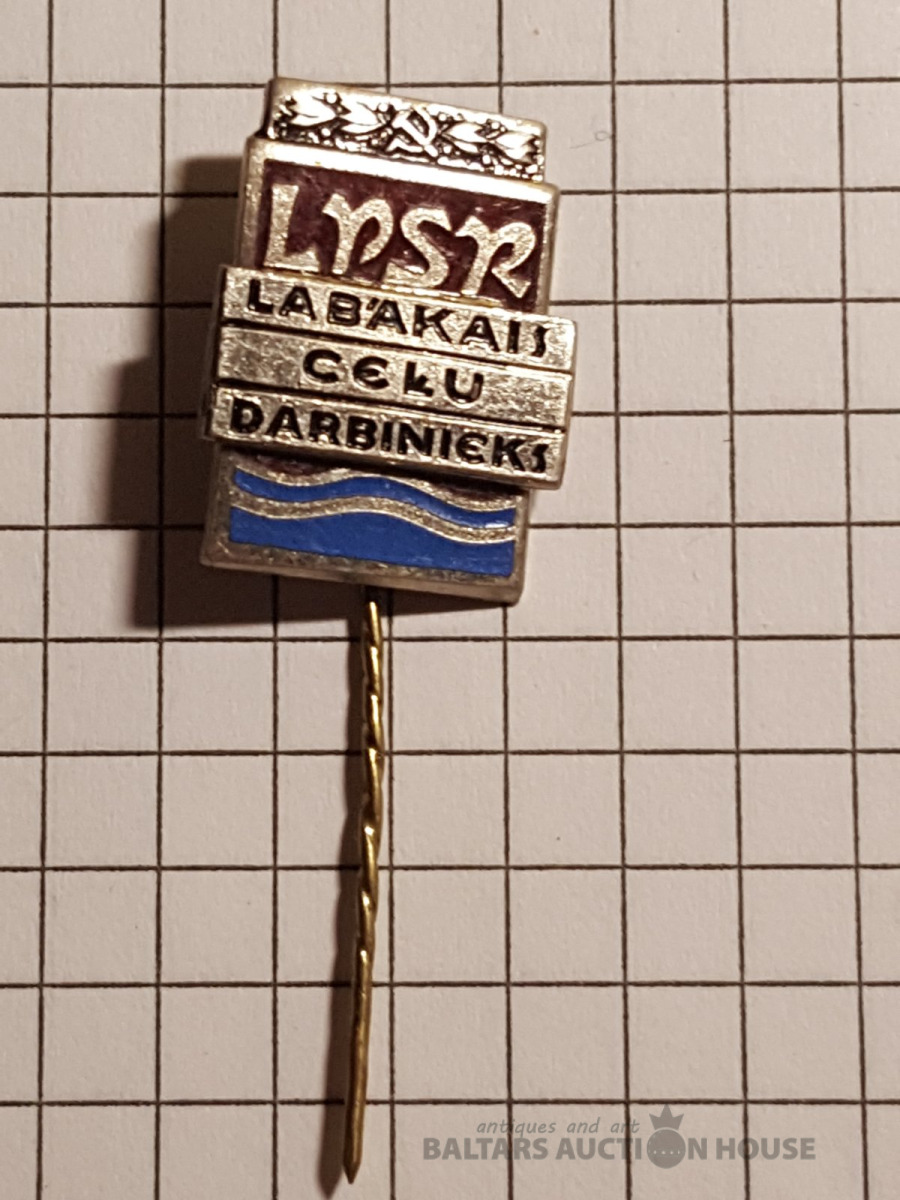 LPSR
LABĀKAIS
CEĻU
DARBINIEKS
antiques and art
BALTARS AUCTION HOUSE